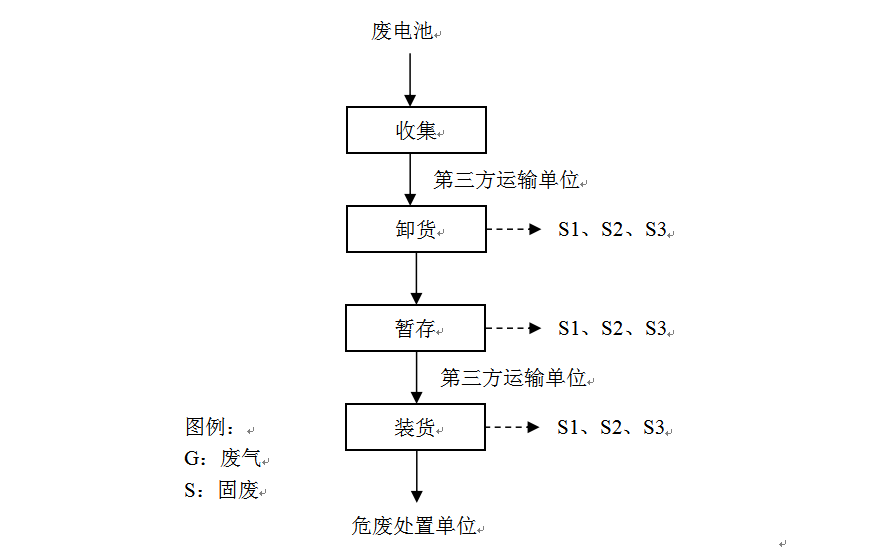 废电池
收集
第三方运输单位
卸货
S1、S2、S3
暂存
S1、S2、S3
第三方运输单位
装货
S1、S2、S3
图例：
G：废气
S：固废
危废处置单位